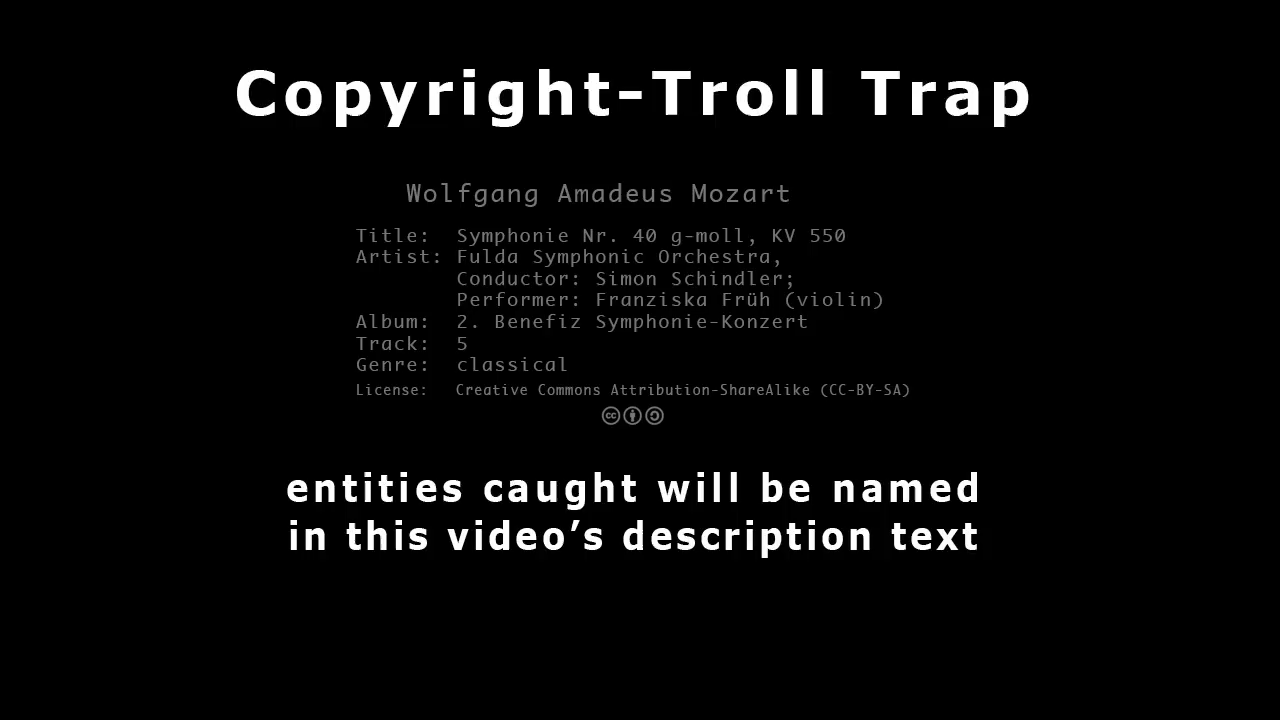 Copyright-Troll Trap
Wolfgang Amadeus Mozart
Title: Symphonie Nr. 40 g-moll, KV 550
Artist: Fulda Symphonic Orchestra,
Conductor: Simon Schindler;
Performer: Franziska Früh (violin)
Album: 2. Benefiz Symphonie-Konzert
Track: 5
Genre: classical
License: Creative Commons Attribution-ShareAlike (CC-BY-SA)
cc
entities caught will be named
in this video’s description text